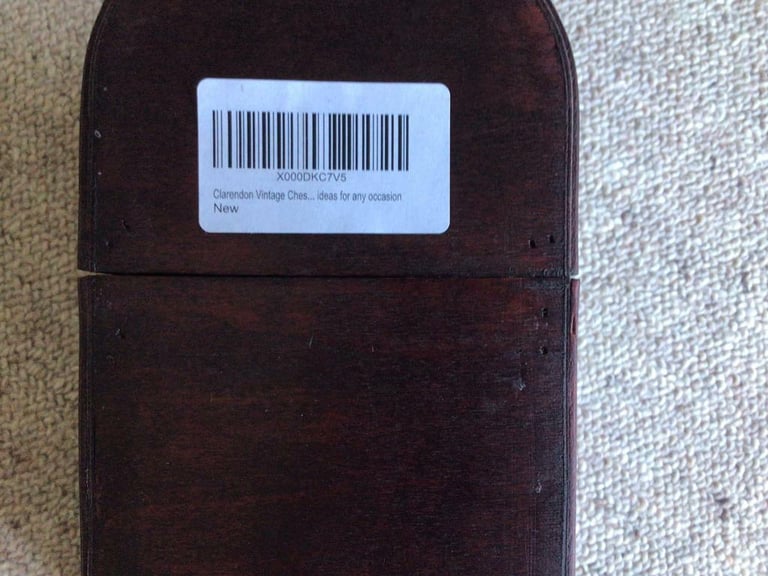 X000DKC7V5
Clarendon Vintage Ches... ideas for any occasion
New